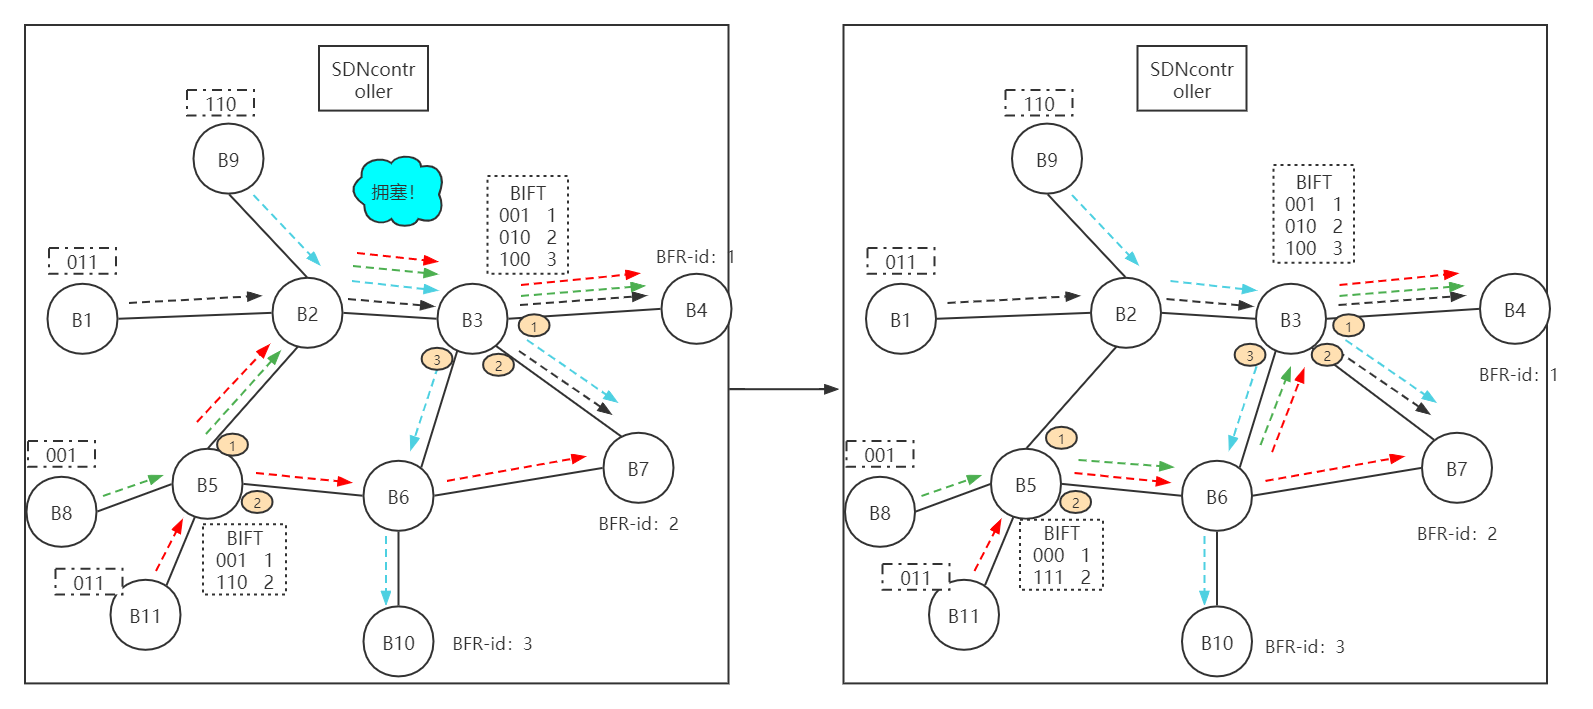 SDNcontr
oller
110
B9
拥塞！
BIFT
001 1
010 2
100 3
BFR-id：1
011
B1
B2
B3
B4
1
3
2
001
1
B8
B5
2
B6
B7
BFR-id：2
BIFT
001 1
110 2
011
B11
B10
BFR-id：3
SDNcontr
oller
110
B9
BIFT
001 1
010 2
100 3
011
B1
B2
B3
B4
1
3
2
BFR-id：1
001
1
B8
B5
2
B6
B7
BFR-id：2
BIFT
000 1
111 2
011
B11
B10
BFR-id：3